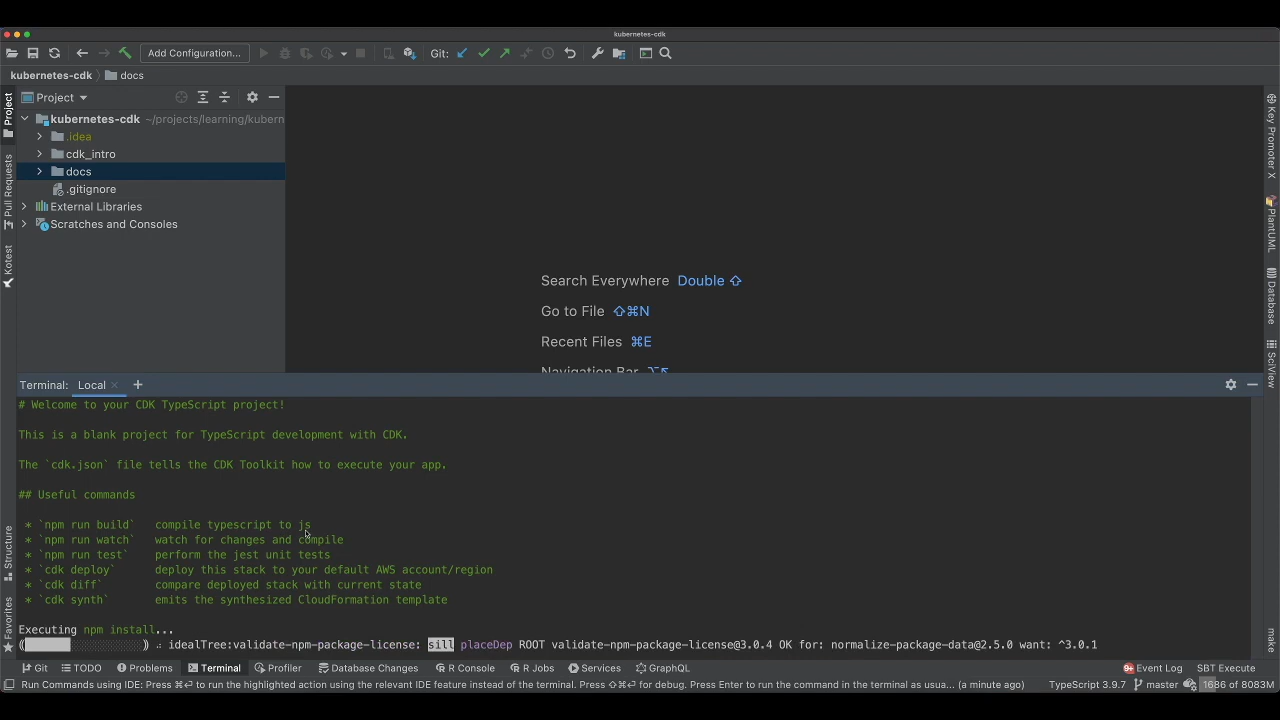 kubernetes-cdk
Add Configuration...
Git:
kubernetes-cdk
docs
Project
kubernetes-cdk ~/projects/learning/kubern
.idea
cdk_intro
docs
.gitignore
External Libraries
Scratches and Consoles
Project
Pull Requests
Kotest
Structure
Favorites
Key Promoter X
PlantUML
Database
SciView
make
Search Everywhere Double ⇧
Go to File ⇧⌘N
Recent Files ⌘E
Navigation Bar ⌥↖
Terminal: Local × +
# Welcome to your CDK TypeScript project!
This is a blank project for TypeScript development with CDK.
The `cdk.json` file tells the CDK Toolkit how to execute your app.
## Useful commands
* `npm run build` compile typescript to js
* `npm run watch` watch for changes and compile
* `npm run test` perform the jest unit tests
* `cdk deploy` deploy this stack to your default AWS account/region
* `cdk diff` compare deployed stack with current state
* `cdk synth` emits the synthesized CloudFormation template
Executing npm install...
idealTree:validate-npm-package-license: sill placeDep ROOT validate-npm-package-license@3.0.4 OK for: normalize-package-data@2.5.0 want: ^3.0.1
Git TODO Problems Terminal Profiler Database Changes R Console R Jobs Services GraphQL Event Log SBT Execute
Run Commands using IDE: Press ⌘⏎ to run the highlighted action using the relevant IDE feature instead of the terminal. Press ⇧⌘⏎ for debug. Press Enter to run the command in the terminal as usua... (a minute ago) TypeScript 3.9.7 master 1686 of 8083M